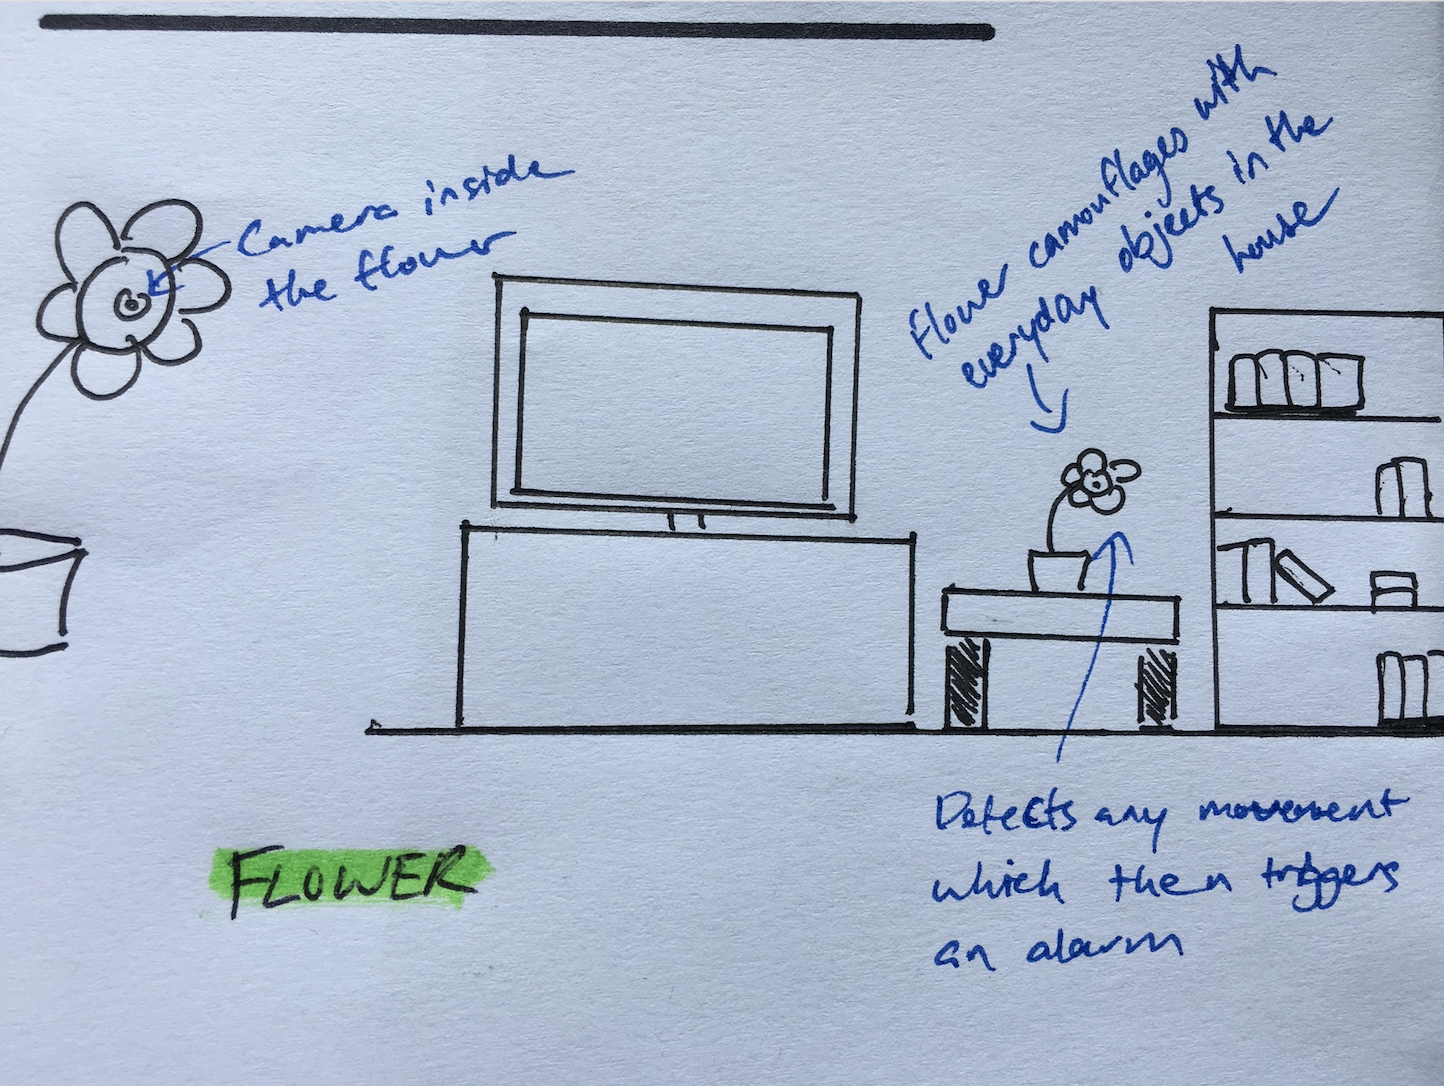 Camera inside
the flower
Flower camouflages with
everyday objects in the
house
Detects any movement
which then triggers
an alarm
FLOWER